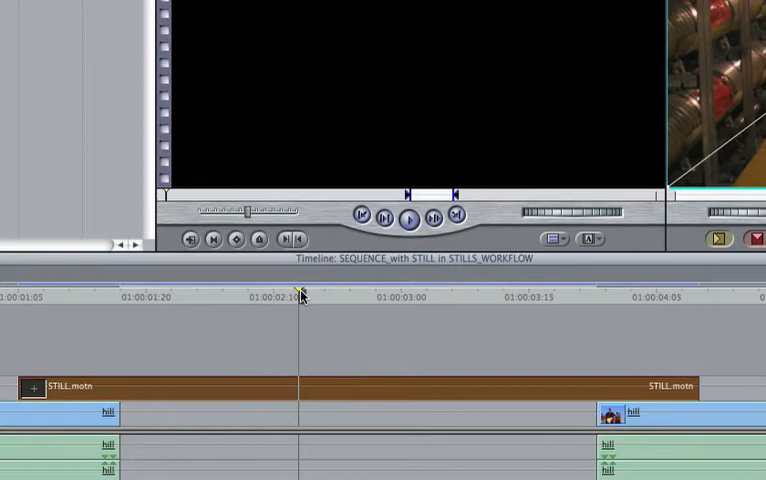 A
Timeline: SEQUENCE_with STILL in STILLS_WORKFLOW
1:00:01:05 01:00:01:20 01:00:02:10 01:00:03:00 01:00:03:15 01:00:04:05 0
STILL.motn STILL.motn
hill hill
hill hill
hill hill